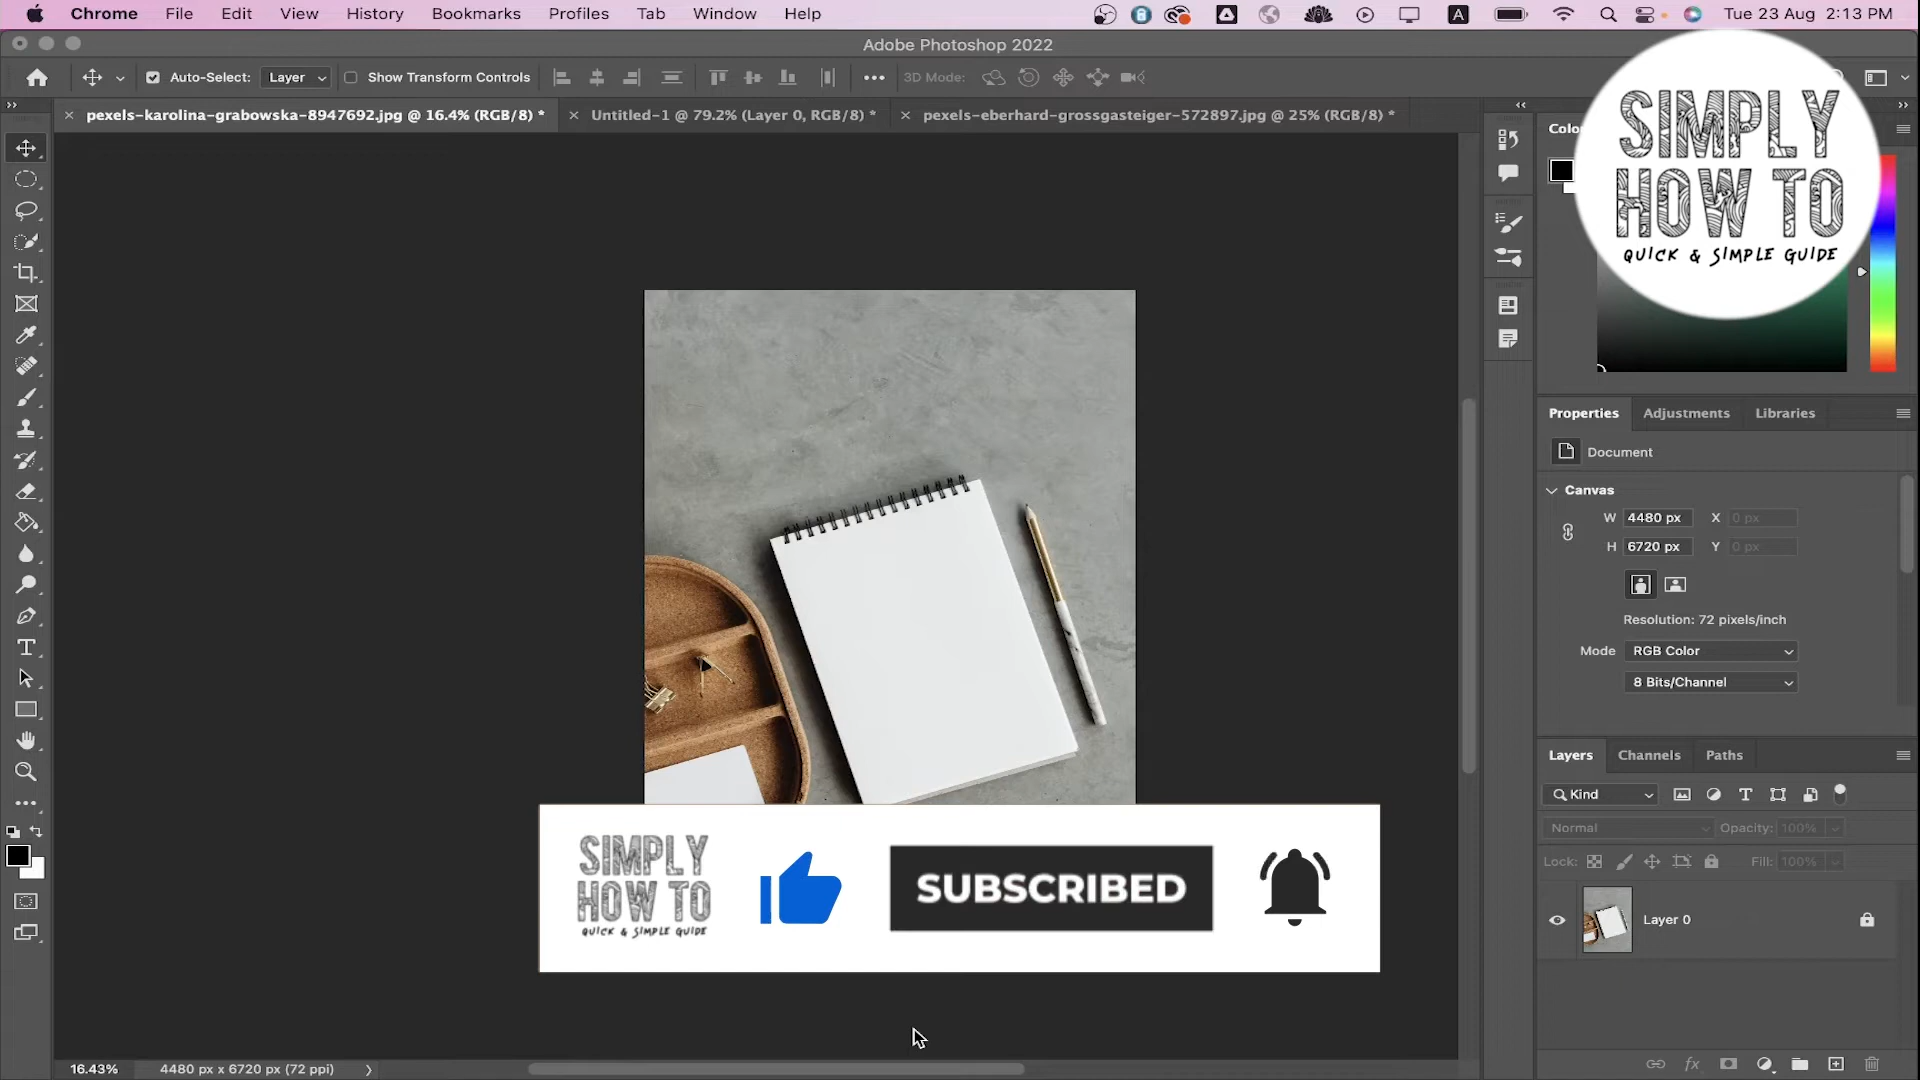 Chrome File Edit View History Bookmarks Profiles Tab Window Help A Tue 23 Aug 2:13 PM
Adobe Photoshop 2022
Auto-Select: Layer Show Transform Controls 3D Mode:
pexels-karolina-grabowska-8947692.jpg @ 16.4% (RGB/8) * Untitled-1 @ 79.2% (Layer 0, RGB/8) * pexels-eberhard-grossgasteiger-572897.jpg @ 25% (RGB/8) *
SIMPLY
HOW TO
QUICK & SIMPLE GUIDE
Properties Adjustments Libraries
Document
Canvas
W 4480 px X 0 px
H 6720 px Y 0 px
Resolution: 72 pixels/inch
Mode RGB Color
8 Bits/Channel
Layers Channels Paths
Kind
Normal Opacity: 100%
Lock: Fill: 100%
Layer 0
SIMPLY
HOW TO
QUICK & SIMPLE GUIDE
SUBSCRIBED
16.43% 4480 px x 6720 px (72 ppi)